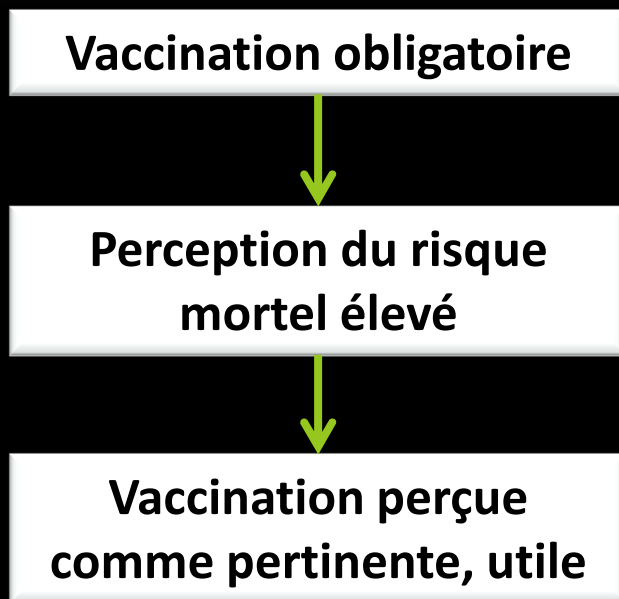 Vaccination obligatoire
Perception du risque
mortel élevé
Vaccination perçue
comme pertinente, utile